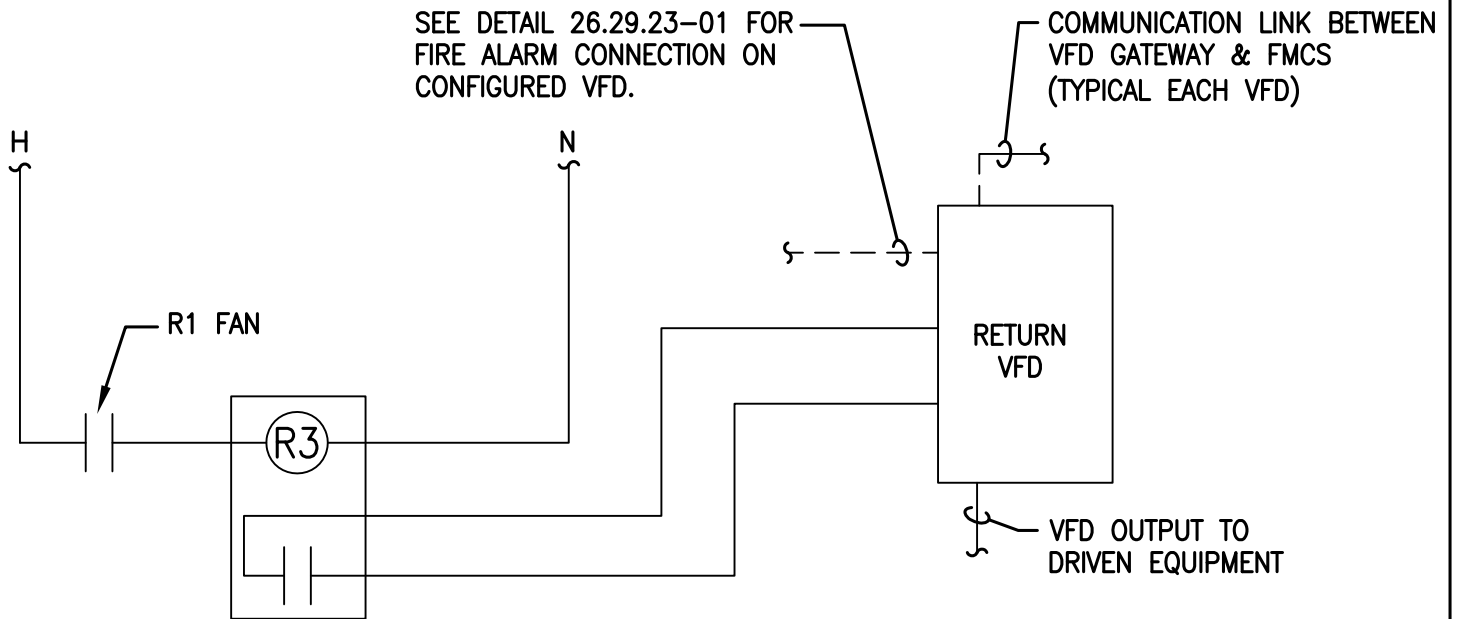 SEE DETAIL 26.29.23-01 FOR
FIRE ALARM CONNECTION ON
CONFIGURED VFD.
COMMUNICATION LINK BETWEEN
VFD GATEWAY & FMCS
(TYPICAL EACH VFD)
H
N
R1 FAN
R3
RETURN
VFD
VFD OUTPUT TO
DRIVEN EQUIPMENT